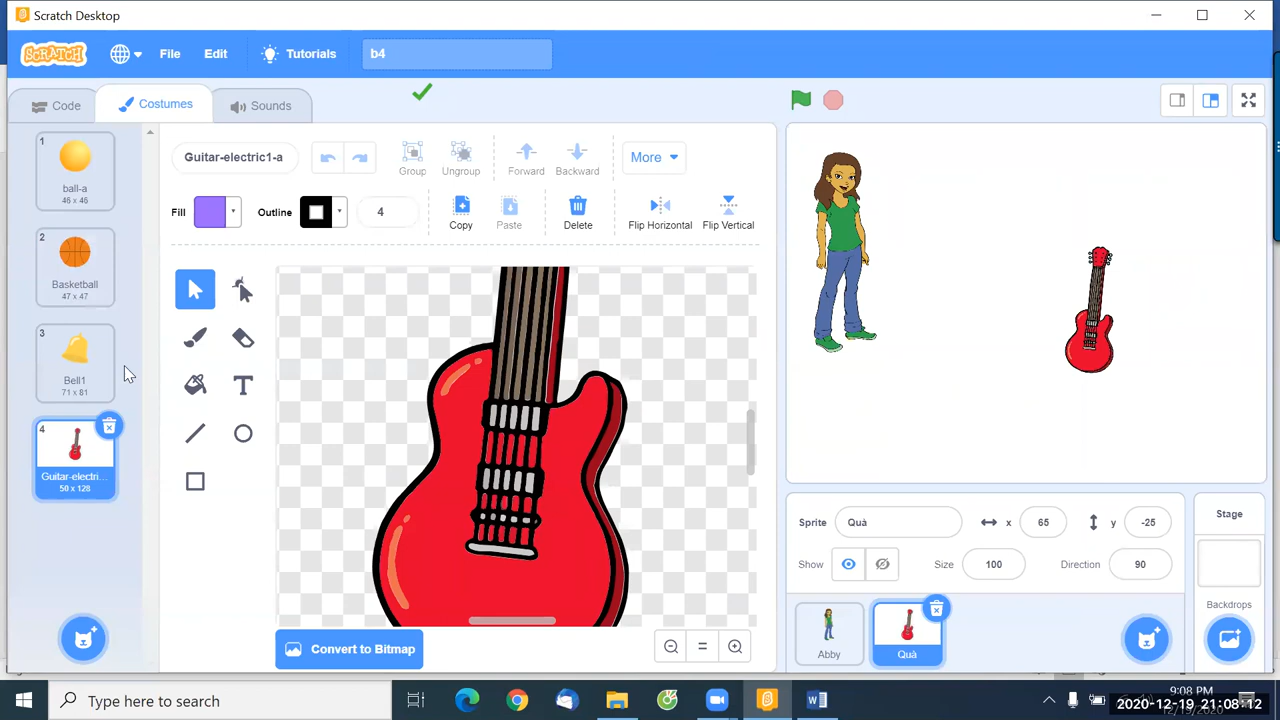 Scratch Desktop
SCRATCH File Edit Tutorials b4
Code Costumes Sounds
1
ball-a
46 x 46
2
Basketball
47 x 47
3
Bell1
71 x 81
4
Guitar-electri...
50 x 128
Guitar-electric1-a
Group Ungroup Forward Backward More
Fill Outline 4 Copy Paste Delete Flip Horizontal Flip Vertical
T
Convert to Bitmap
Sprite Quà x 65 y -25
Show Size 100 Direction 90
Abby Quà
Stage
Backdrops
Type here to search
9:08 PM
2020-12-19 21:08:12